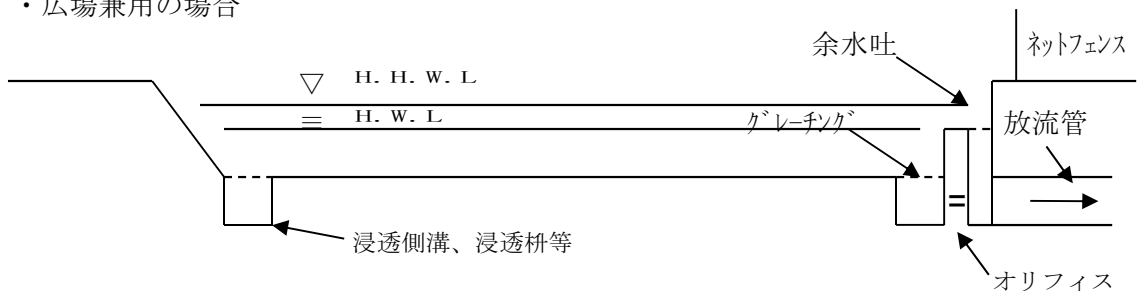 ・広場兼用の場合
余水吐
ネットフェンス
▽ H. H. W. L
≡ H. W. L
グレーチング
放流管
浸透側溝、浸透枡等
オリフィス